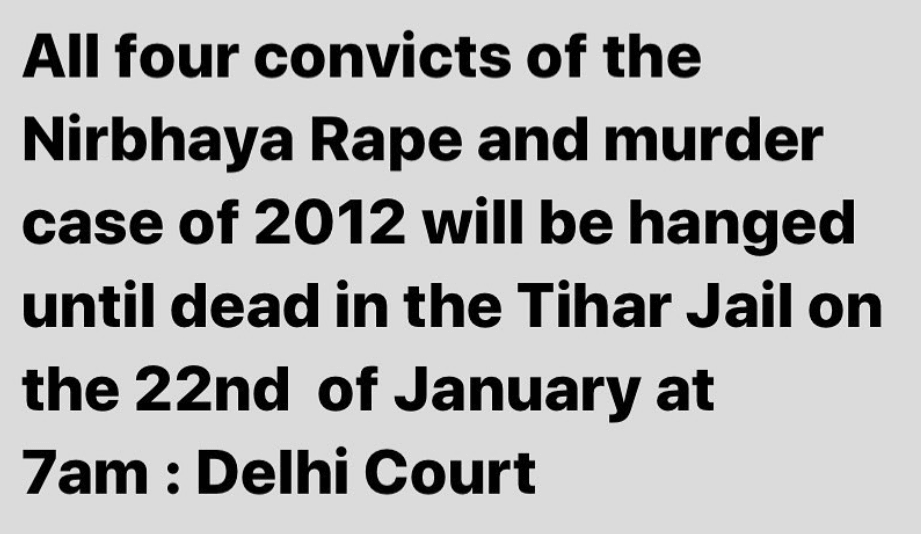 All four convicts of the
Nirbhaya Rape and murder
case of 2012 will be hanged
until dead in the Tihar Jail on
the 22nd  of January at
7am : Delhi Court